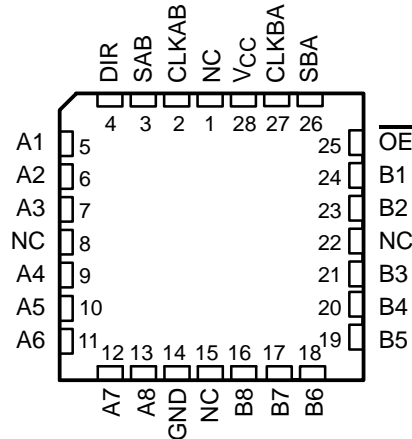 DIR SAB CLKAB NC VCC CLKBA SBA
4 3 2 1 28 27 26
A1 5 25 OE
A2 6 24 B1
A3 7 23 B2
NC 8 22 NC
A4 9 21 B3
A5 10 20 B4
A6 11 19 B5
12 13 14 15 16 17 18
A7 A8 GND NC B8 B7 B6